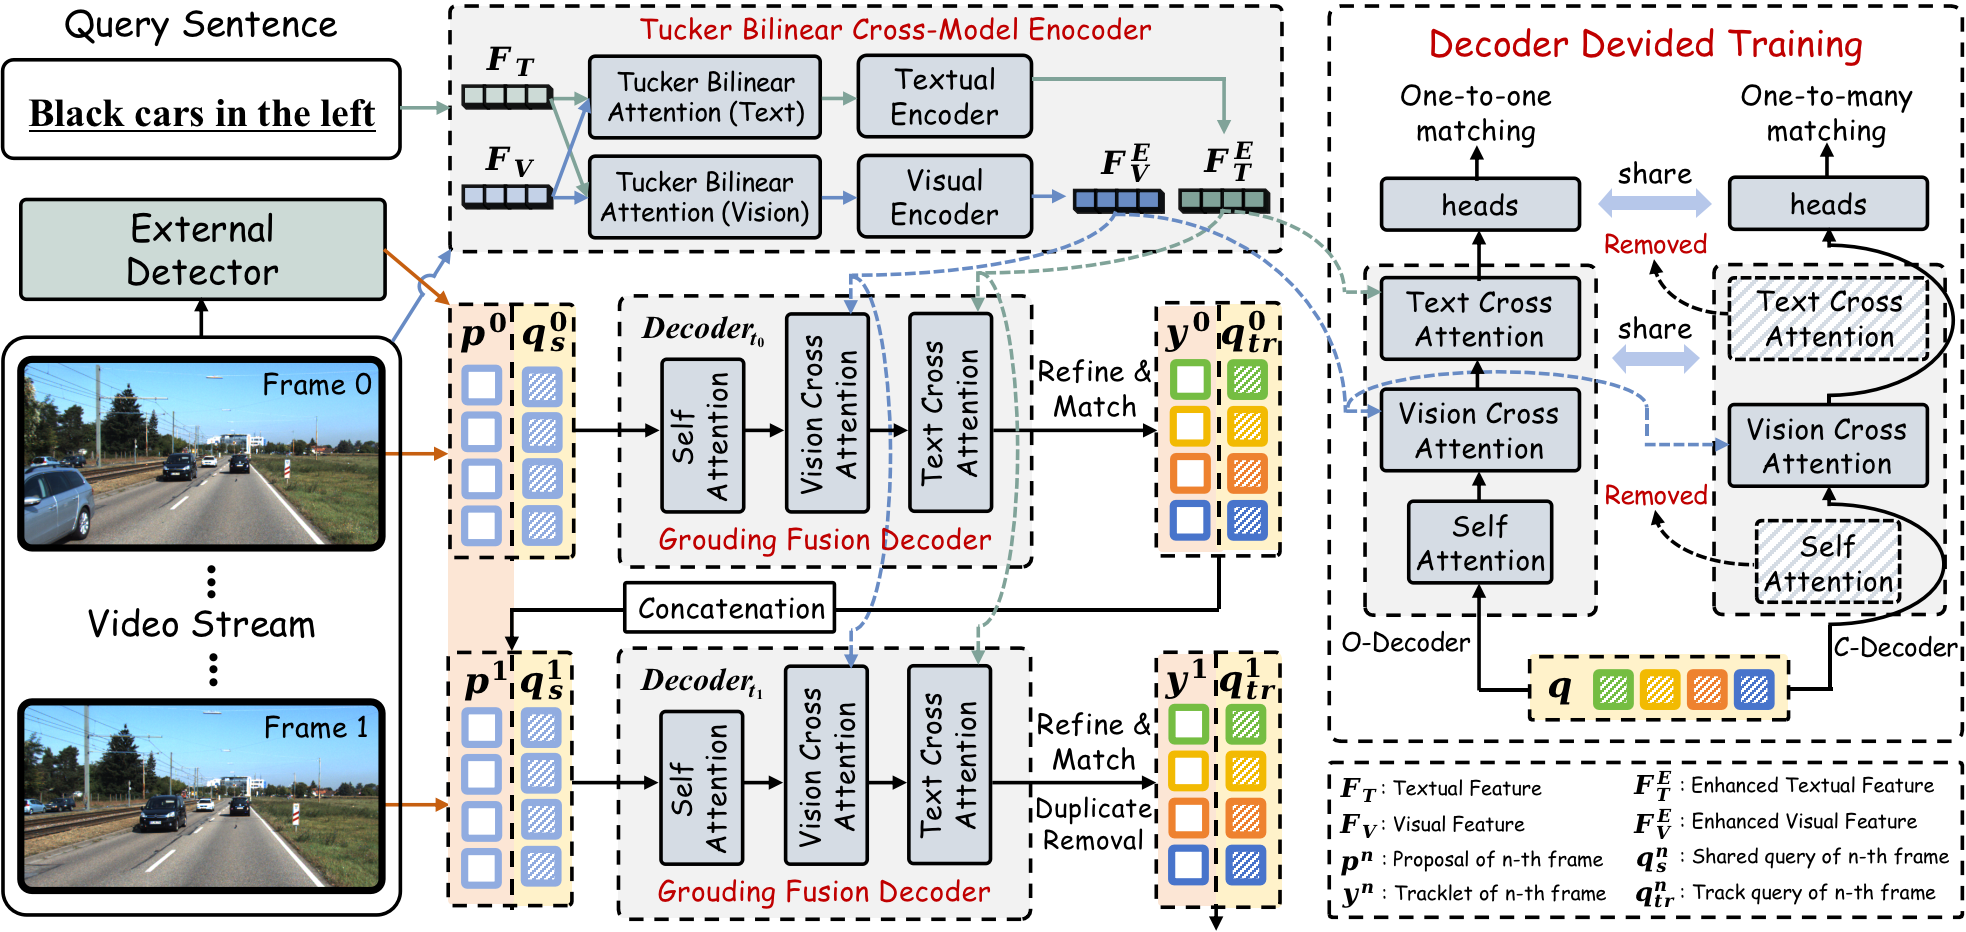 Query Sentence
Black cars in the left
External
Detector
Frame 0
Video Stream
Frame 1
Tucker Bilinear Cross-Model Enocoder
F_T
Tucker Bilinear
Attention (Text)
Textual
Encoder
F_V
Tucker Bilinear
Attention (Vision)
Visual
Encoder
F_V^E
F_T^E
p^0 q_s^0
Decoder_{t_0}
Self
Attention
Vision Cross
Attention
Text Cross
Attention
Grouding Fusion Decoder
Refine &
Match
y^0 q_{tr}^0
Concatenation
p^1 q_s^1
Decoder_{t_1}
Self
Attention
Vision Cross
Attention
Text Cross
Attention
Grouding Fusion Decoder
Refine &
Match
Duplicate
Removal
y^1 q_{tr}^1
Decoder Devided Training
One-to-one
matching
One-to-many
matching
heads
share
heads
Removed
Text Cross
Attention
share
Text Cross
Attention
Vision Cross
Attention
Vision Cross
Attention
Removed
Self
Attention
Self
Attention
O-Decoder
C-Decoder
q
F_T : Textual Feature
F_T^E : Enhanced Textual Feature
F_V : Visual Feature
F_V^E : Enhanced Visual Feature
p^n : Proposal of n-th frame
q_s^n : Shared query of n-th frame
y^n : Tracklet of n-th frame
q_{tr}^n : Track query of n-th frame